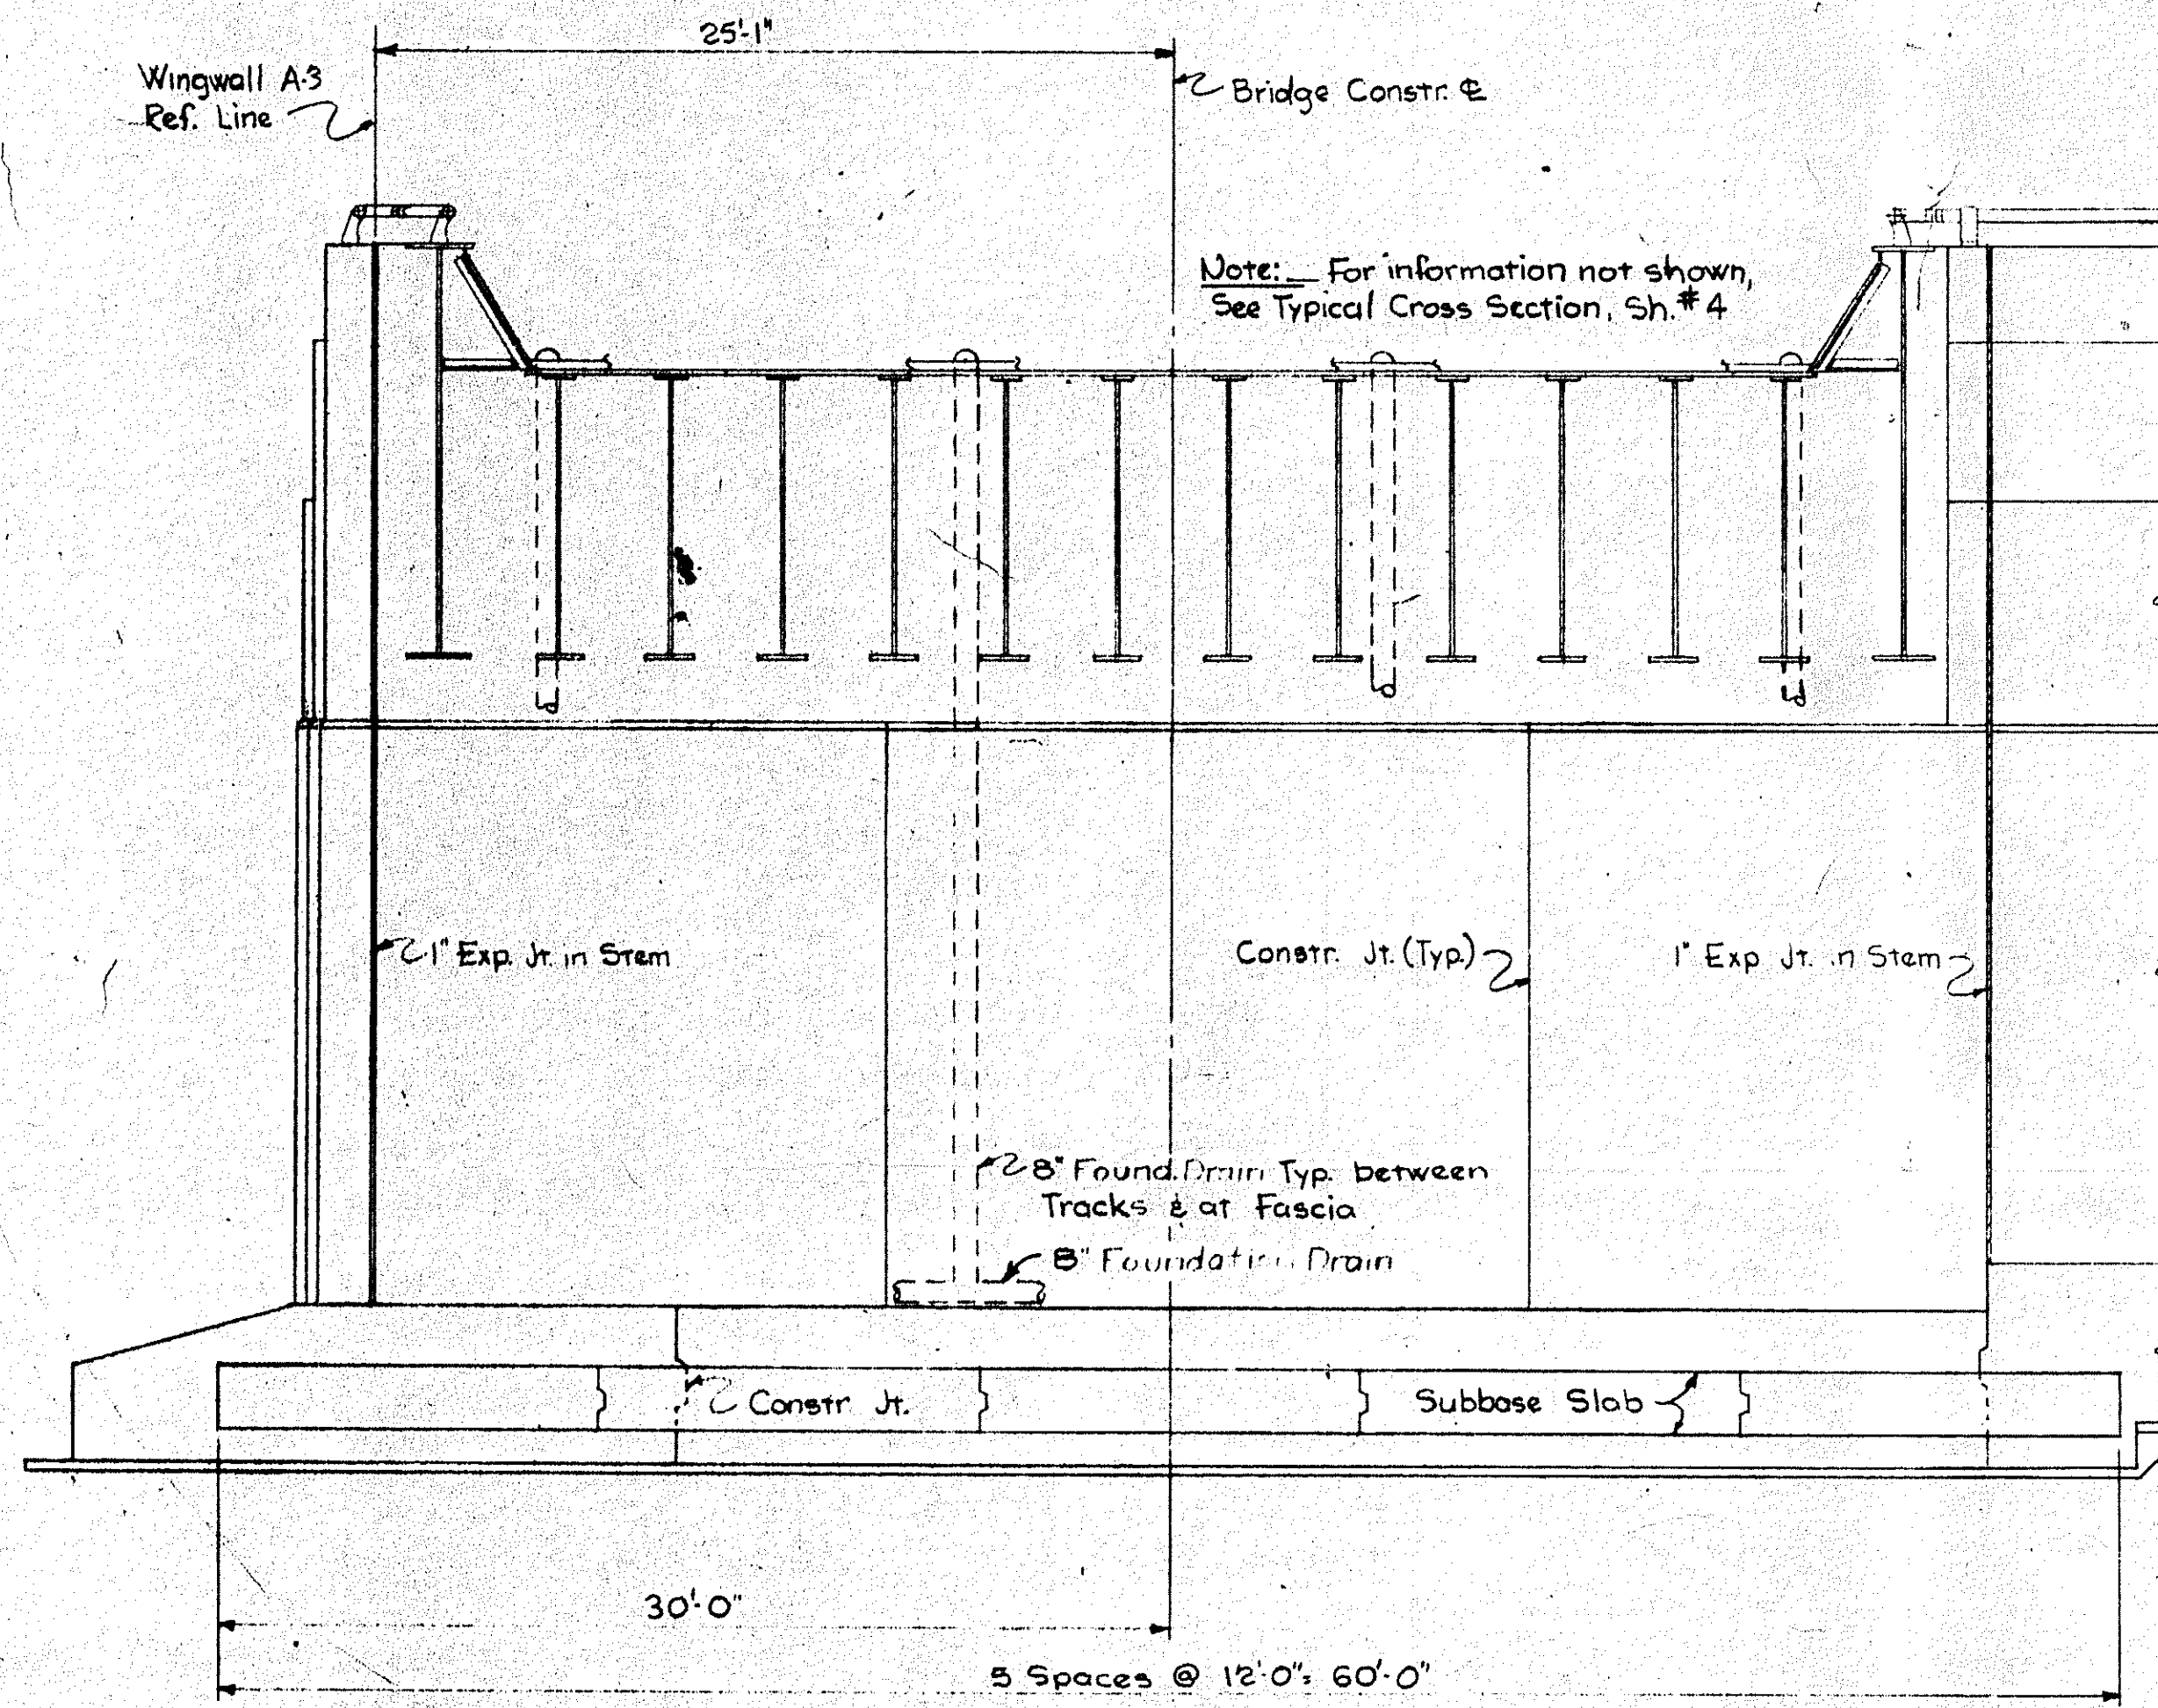 25'-1"
Wingwall A-3
Ref. Line
Bridge Constr. ℄
Note: For information not shown,
See Typical Cross Section, Sh. #4
1" Exp. Jt. in Stem
Constr. Jt. (Typ.)
1" Exp Jt. in Stem
8" Found. Drain Typ. between
Tracks & at Fascia
8" Foundation Drain
Constr Jt.
Subbase Slab
30'-0"
5 Spaces @ 12'-0" = 60'-0"